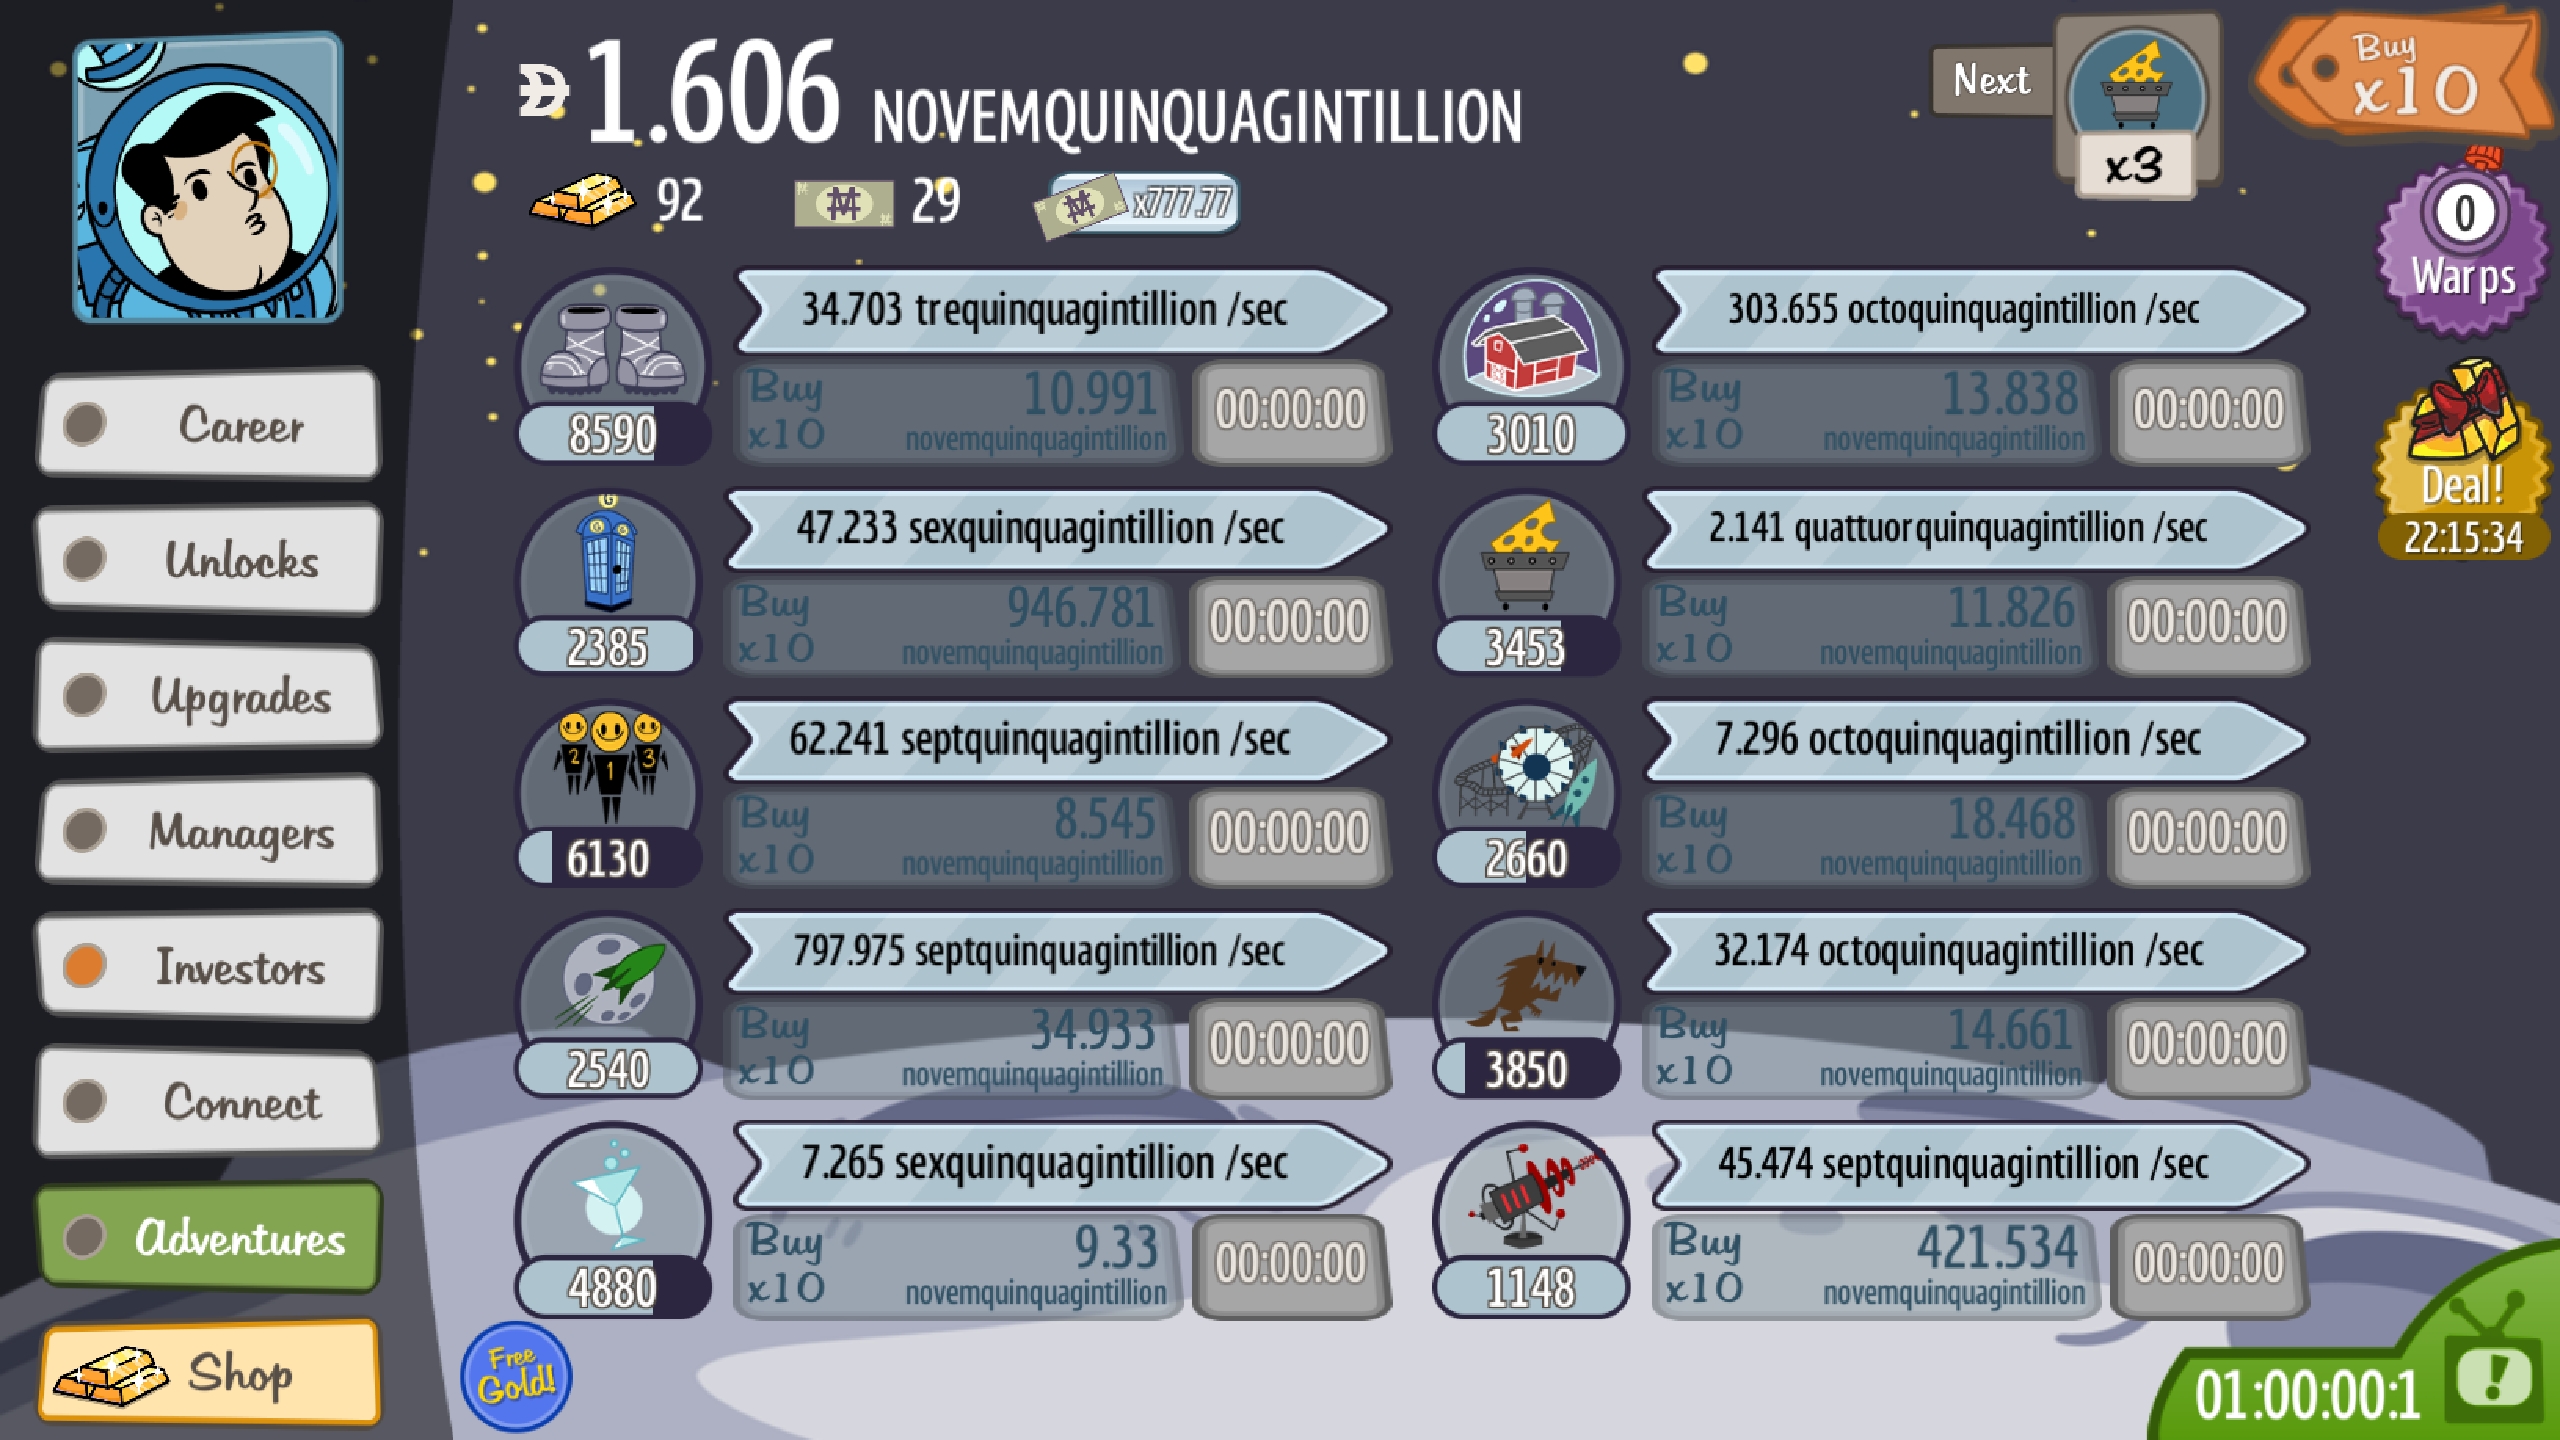 1.606 NOVEMQUINQUAGINTILLION
92 29 x777.77
Next
x3
Buy
x10
0
Warps
Deal!
22:15:34
Career
Unlocks
Upgrades
Managers
Investors
Connect
Adventures
Shop
34.703 trequinquagintillion /sec
Buy x10
10.991 novemquinquagintillion
00:00:00
8590
303.655 octoquinquagintillion /sec
Buy x10
13.838 novemquinquagintillion
00:00:00
3010
G
47.233 sexquinquagintillion /sec
Buy x10
946.781 novemquinquagintillion
00:00:00
2385
2.141 quattuorquinquagintillion /sec
Buy x10
11.826 novemquinquagintillion
00:00:00
3453
2 1 3
62.241 septquinquagintillion /sec
Buy x10
8.545 novemquinquagintillion
00:00:00
6130
7.296 octoquinquagintillion /sec
Buy x10
18.468 novemquinquagintillion
00:00:00
2660
797.975 septquinquagintillion /sec
Buy x10
34.933 novemquinquagintillion
00:00:00
2540
32.174 octoquinquagintillion /sec
Buy x10
14.661 novemquinquagintillion
00:00:00
3850
7.265 sexquinquagintillion /sec
Buy x10
9.33 novemquinquagintillion
00:00:00
4880
45.474 septquinquagintillion /sec
Buy x10
421.534 novemquinquagintillion
00:00:00
1148
Free
Gold!
01:00:00:1
!